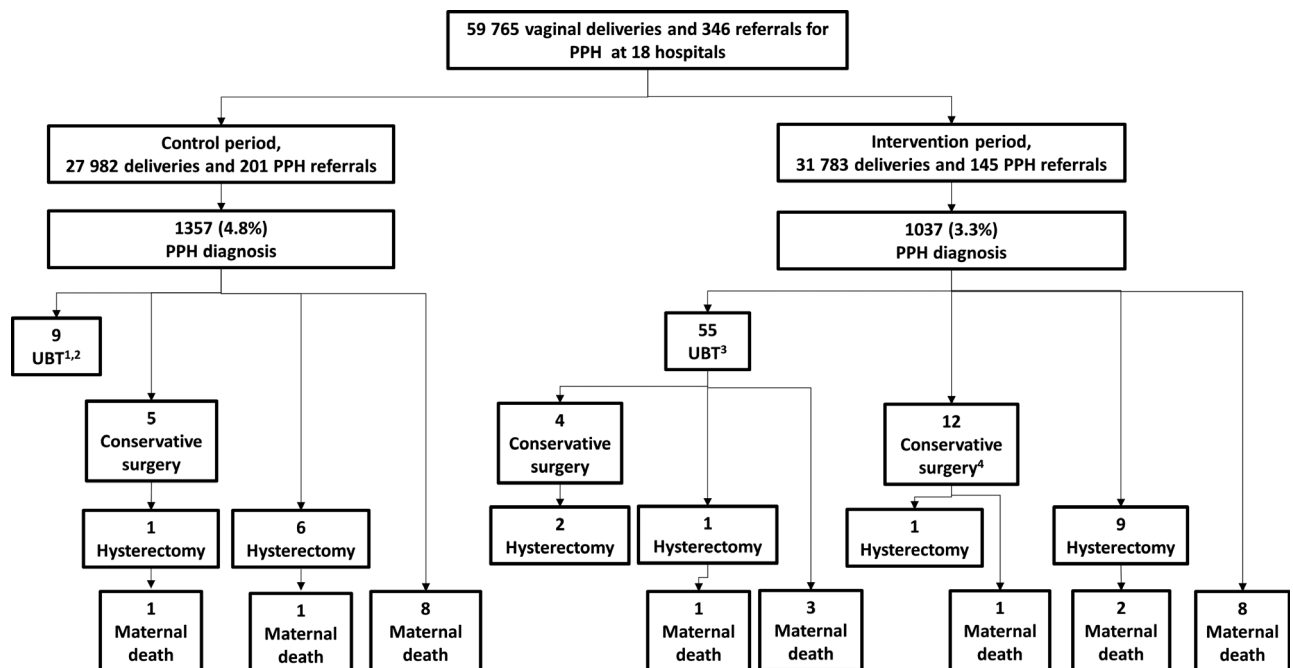 59 765 vaginal deliveries and 346 referrals for
PPH at 18 hospitals
Control period,
27 982 deliveries and 201 PPH referrals
Intervention period,
31 783 deliveries and 145 PPH referrals
1357 (4.8%)
PPH diagnosis
1037 (3.3%)
PPH diagnosis
9
UBT1,2
55
UBT3
5
Conservative
surgery
4
Conservative
surgery
12
Conservative
surgery4
1
Hysterectomy
6
Hysterectomy
2
Hysterectomy
1
Hysterectomy
1
Hysterectomy
9
Hysterectomy
1
Maternal
death
1
Maternal
death
8
Maternal
death
1
Maternal
death
3
Maternal
death
1
Maternal
death
2
Maternal
death
8
Maternal
death